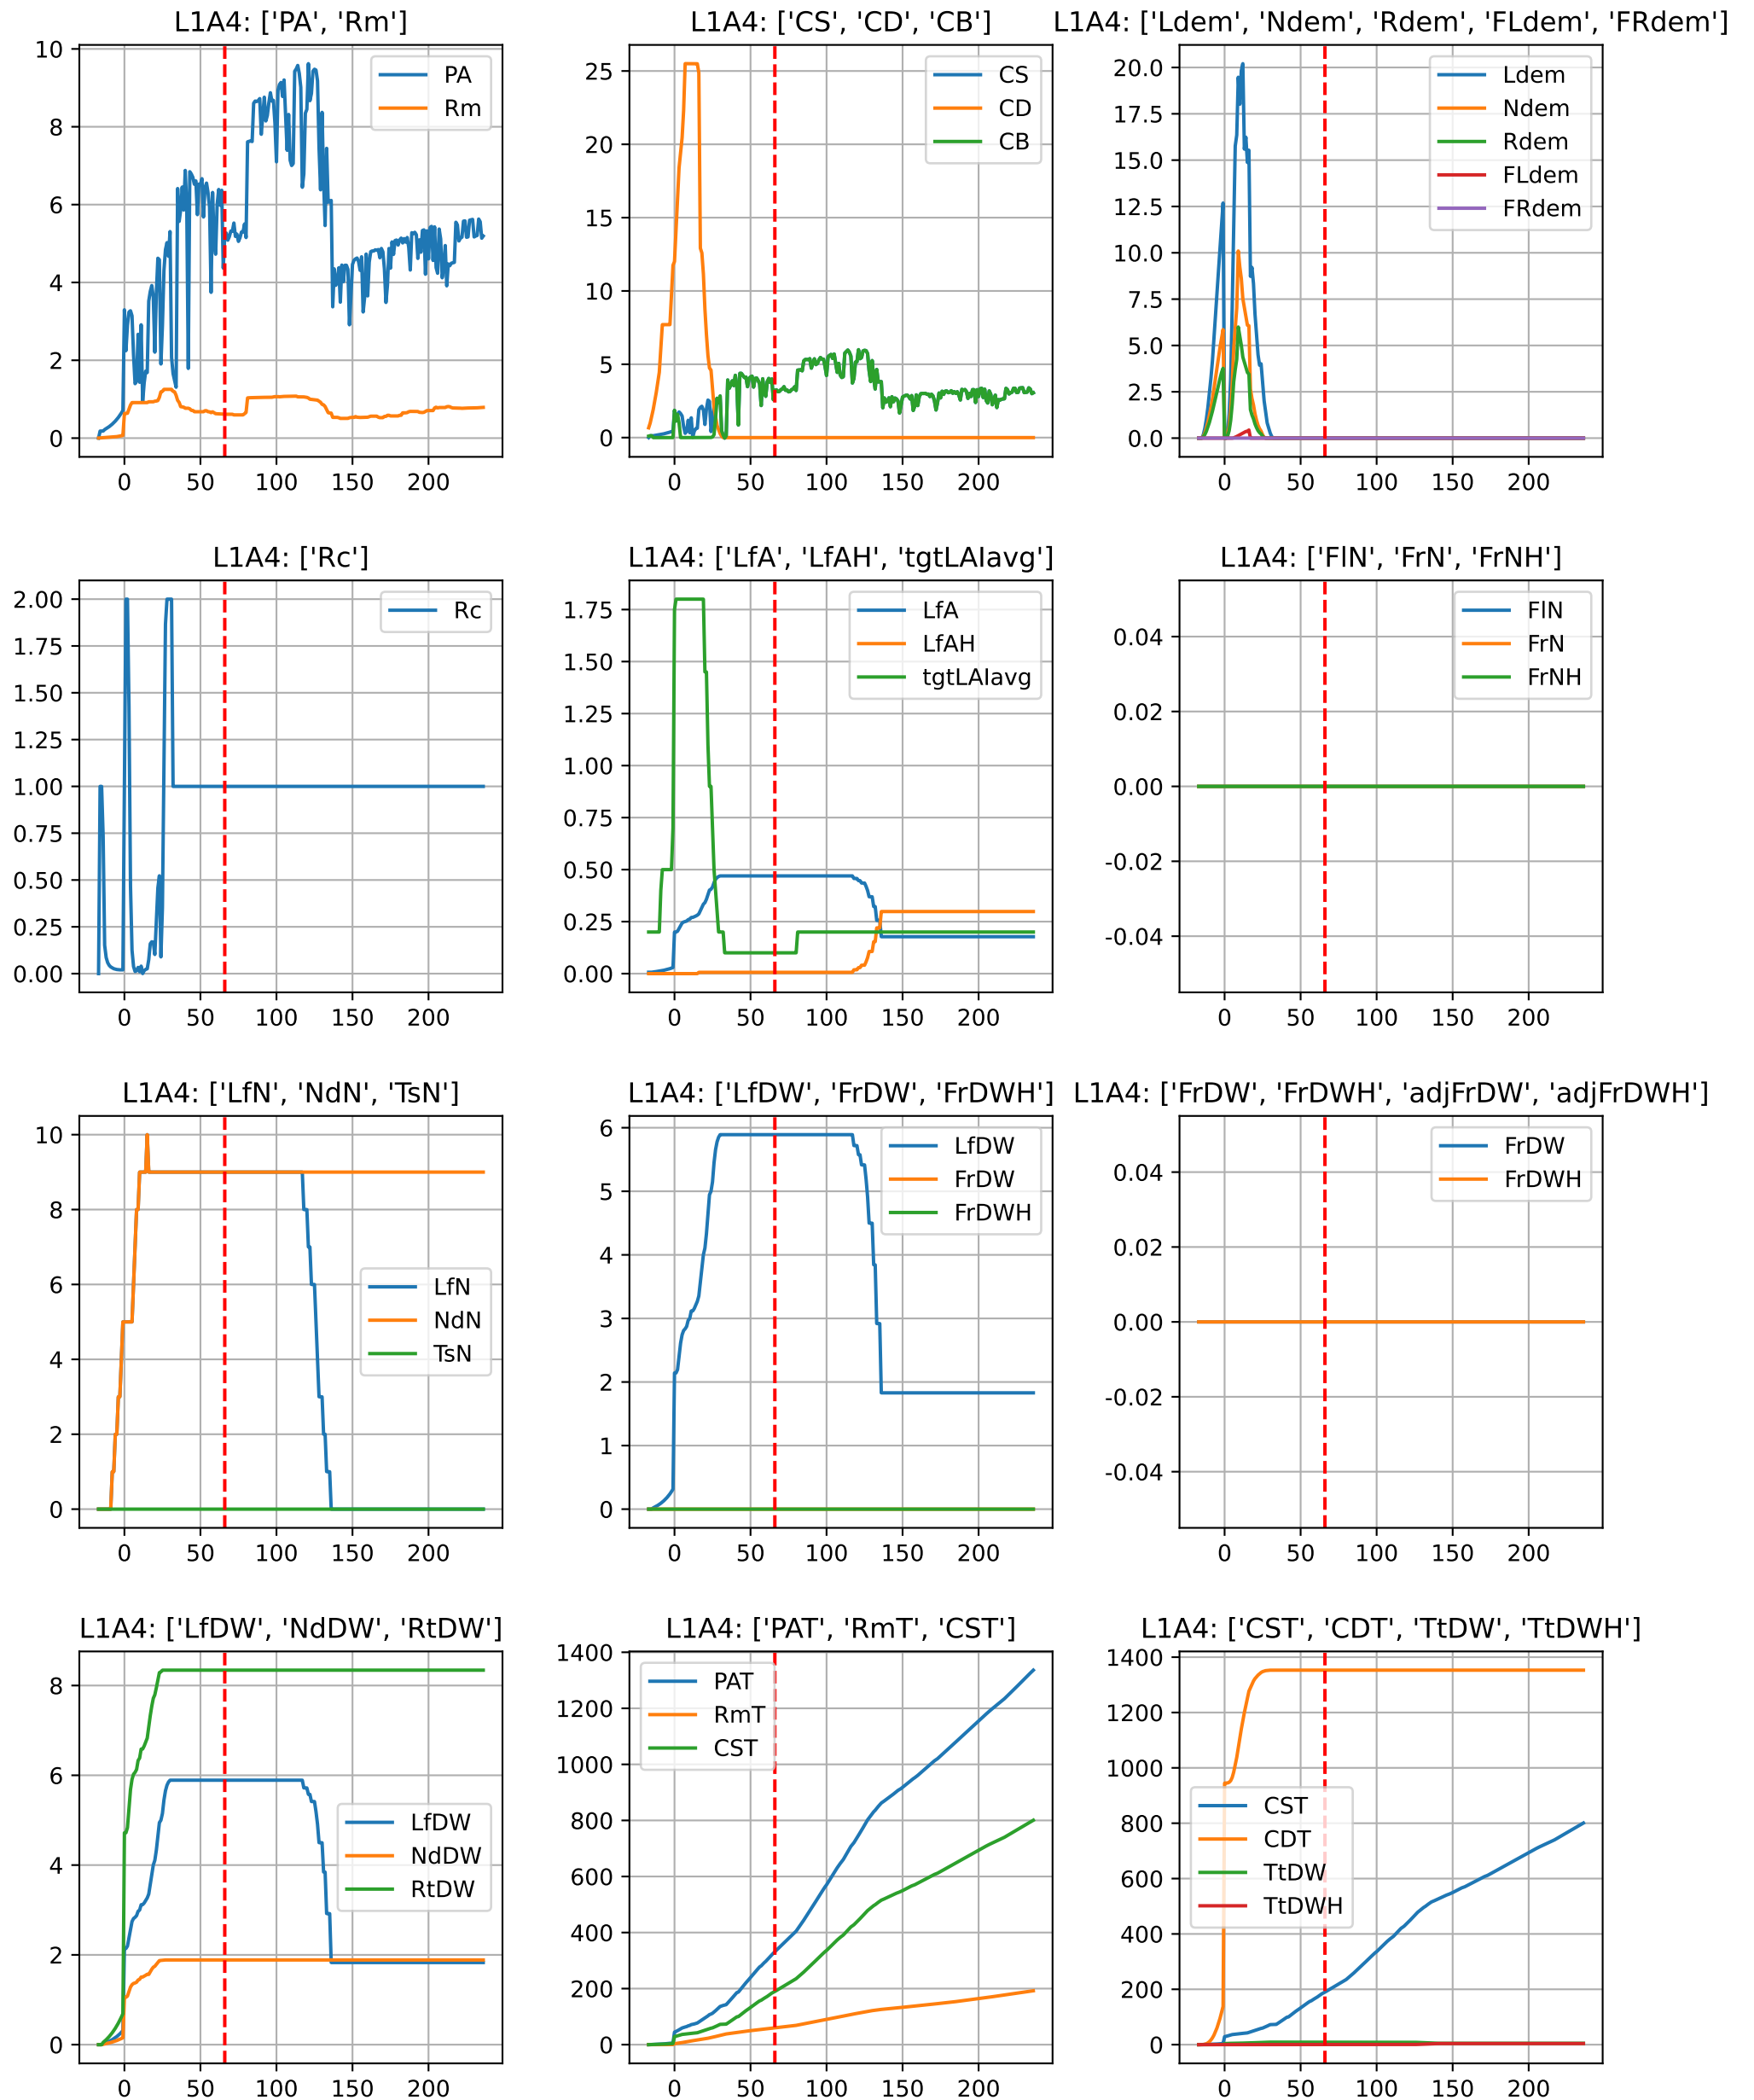 L1A4: ['PA', 'Rm']
10
8
6
4
2
0
0 50 100 150 200
PA
Rm
L1A4: ['CS', 'CD', 'CB']
25
20
15
10
5
0
0 50 100 150 200
CS
CD
CB
L1A4: ['Ldem', 'Ndem', 'Rdem', 'FLdem', 'FRdem']
20.0
17.5
15.0
12.5
10.0
7.5
5.0
2.5
0.0
0 50 100 150 200
Ldem
Ndem
Rdem
FLdem
FRdem
L1A4: ['Rc']
2.00
1.75
1.50
1.25
1.00
0.75
0.50
0.25
0.00
0 50 100 150 200
Rc
L1A4: ['LfA', 'LfAH', 'tgtLAIavg']
1.75
1.50
1.25
1.00
0.75
0.50
0.25
0.00
0 50 100 150 200
LfA
LfAH
tgtLAIavg
L1A4: ['FlN', 'FrN', 'FrNH']
0.04
0.02
0.00
-0.02
-0.04
0 50 100 150 200
FlN
FrN
FrNH
L1A4: ['LfN', 'NdN', 'TsN']
10
8
6
4
2
0
0 50 100 150 200
LfN
NdN
TsN
L1A4: ['LfDW', 'FrDW', 'FrDWH']
6
5
4
3
2
1
0
0 50 100 150 200
LfDW
FrDW
FrDWH
L1A4: ['FrDW', 'FrDWH', 'adjFrDW', 'adjFrDWH']
0.04
0.02
0.00
-0.02
-0.04
0 50 100 150 200
FrDW
FrDWH
L1A4: ['LfDW', 'NdDW', 'RtDW']
8
6
4
2
0
0 50 100 150 200
LfDW
NdDW
RtDW
L1A4: ['PAT', 'RmT', 'CST']
1400
1200
1000
800
600
400
200
0
0 50 100 150 200
PAT
RmT
CST
L1A4: ['CST', 'CDT', 'TtDW', 'TtDWH']
1400
1200
1000
800
600
400
200
0
0 50 100 150 200
CST
CDT
TtDW
TtDWH